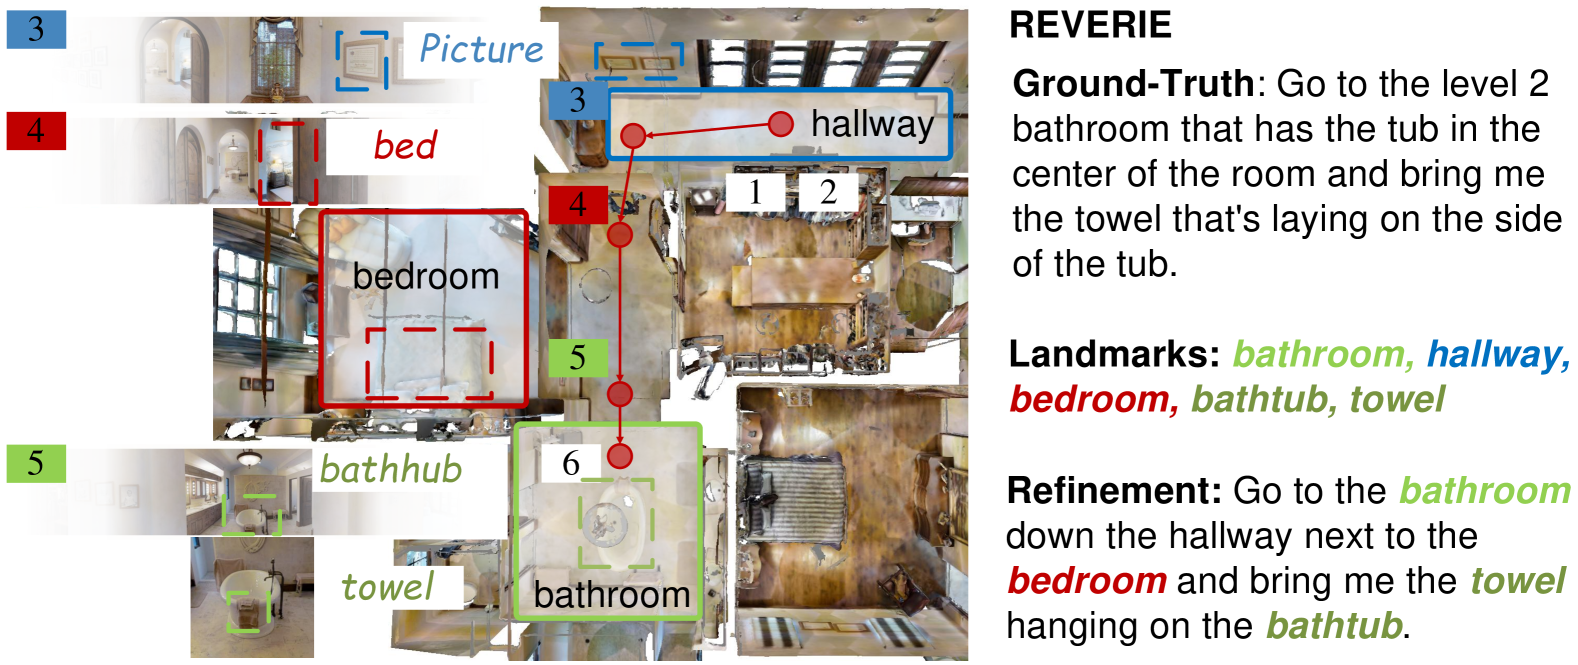 3
Picture
4
bed
bedroom
5
bathhub
towel
3
hallway
1
2
4
5
6
bathroom
REVERIE
Ground-Truth: Go to the level 2
bathroom that has the tub in the
center of the room and bring me
the towel that's laying on the side
of the tub.
Landmarks: bathroom, hallway,
bedroom, bathtub, towel
Refinement: Go to the bathroom
down the hallway next to the
bedroom and bring me the towel
hanging on the bathtub.